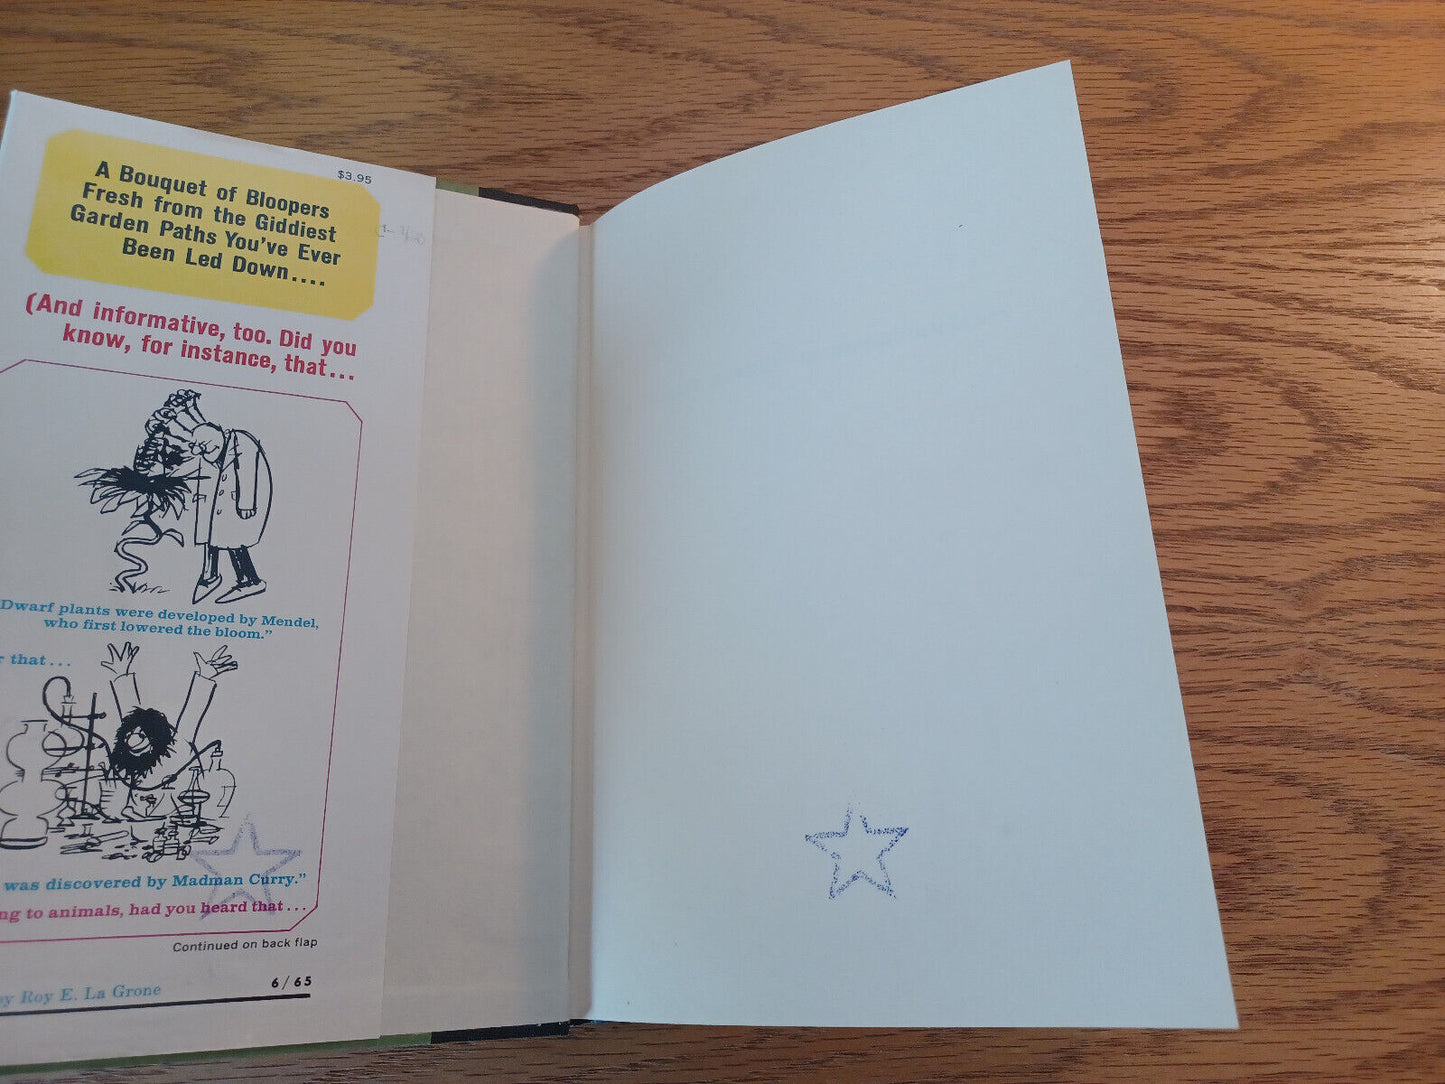 $3.95
A Bouquet of Bloopers
Fresh from the Giddiest
Garden Paths You've Ever
Been Led Down....
(And informative, too. Did you
know, for instance, that...
Dwarf plants were developed by Mendel,
who first lowered the bloom."
that...
was discovered by Madman Curry."
to animals, had you heard that...
Continued on back flap
6/65
Roy E. La Grone